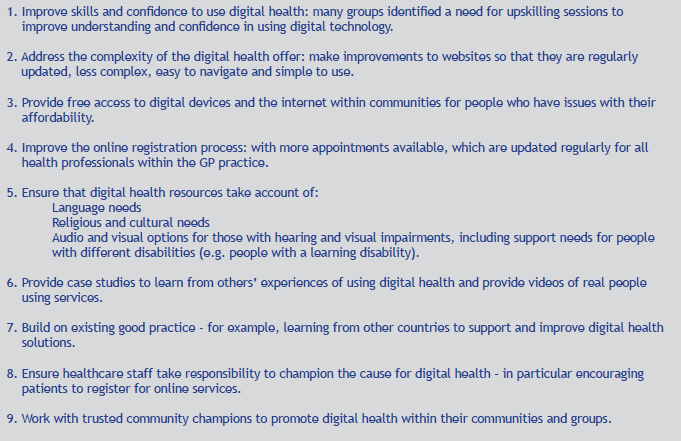 1. Improve skills and confidence to use digital health: many groups identified a need for upskilling sessions to
improve understanding and confidence in using digital technology.
2. Address the complexity of the digital health offer: make improvements to websites so that they are regularly
updated, less complex, easy to navigate and simple to use.
3. Provide free access to digital devices and the internet within communities for people who have issues with their
affordability.
4. Improve the online registration process: with more appointments available, which are updated regularly for all
health professionals within the GP practice.
5. Ensure that digital health resources take account of:
Language needs
Religious and cultural needs
Audio and visual options for those with hearing and visual impairments, including support needs for people
with different disabilities (e.g. people with a learning disability).
6. Provide case studies to learn from others' experiences of using digital health and provide videos of real people
using services.
7. Build on existing good practice - for example, learning from other countries to support and improve digital health
solutions.
8. Ensure healthcare staff take responsibility to champion the cause for digital health - in particular encouraging
patients to register for online services.
9. Work with trusted community champions to promote digital health within their communities and groups.